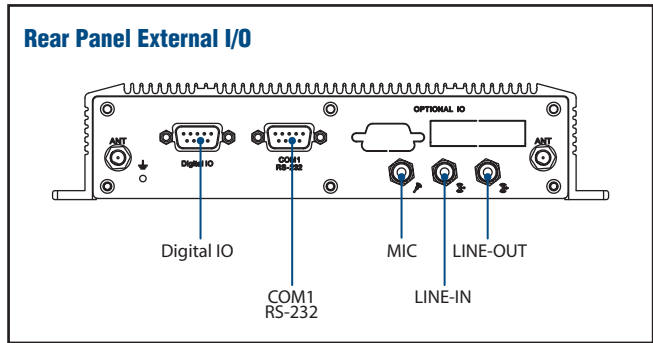 Rear Panel External I/O
OPTIONAL IO
ANT
ANT
Digital IO
COM1
RS-232
Digital IO
MIC
LINE-OUT
COM1
RS-232
LINE-IN